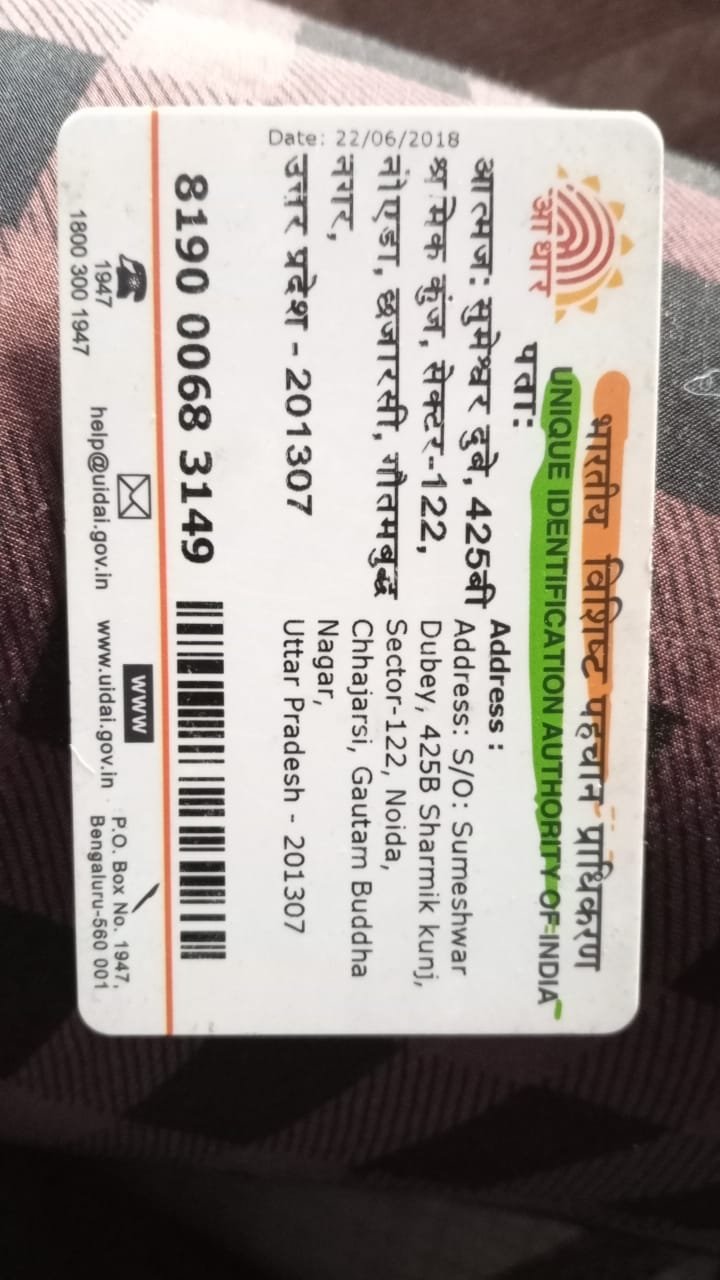 भारतीय विशिष्ट पहचान प्राधिकरण
UNIQUE IDENTIFICATION AUTHORITY OF INDIA
आधार
Date: 22/06/2018
पता:
आत्मज: सुमेश्वर दुबे, 425बी
श्रमिक कुंज, सेक्टर-122,
नोएडा, छजारसी, गौतमबुद्ध
नगर,
उत्तर प्रदेश - 201307
Address :
Address: S/O: Sumeshwar
Dubey, 425B Sharmik kunj,
Sector-122, Noida,
Chhajarsi, Gautam Buddha
Nagar,
Uttar Pradesh - 201307
8190 0068 3149
1947
1800 300 1947
help@uidai.gov.in
WWW
www.uidai.gov.in
P.O. Box No. 1947,
Bengaluru-560 001